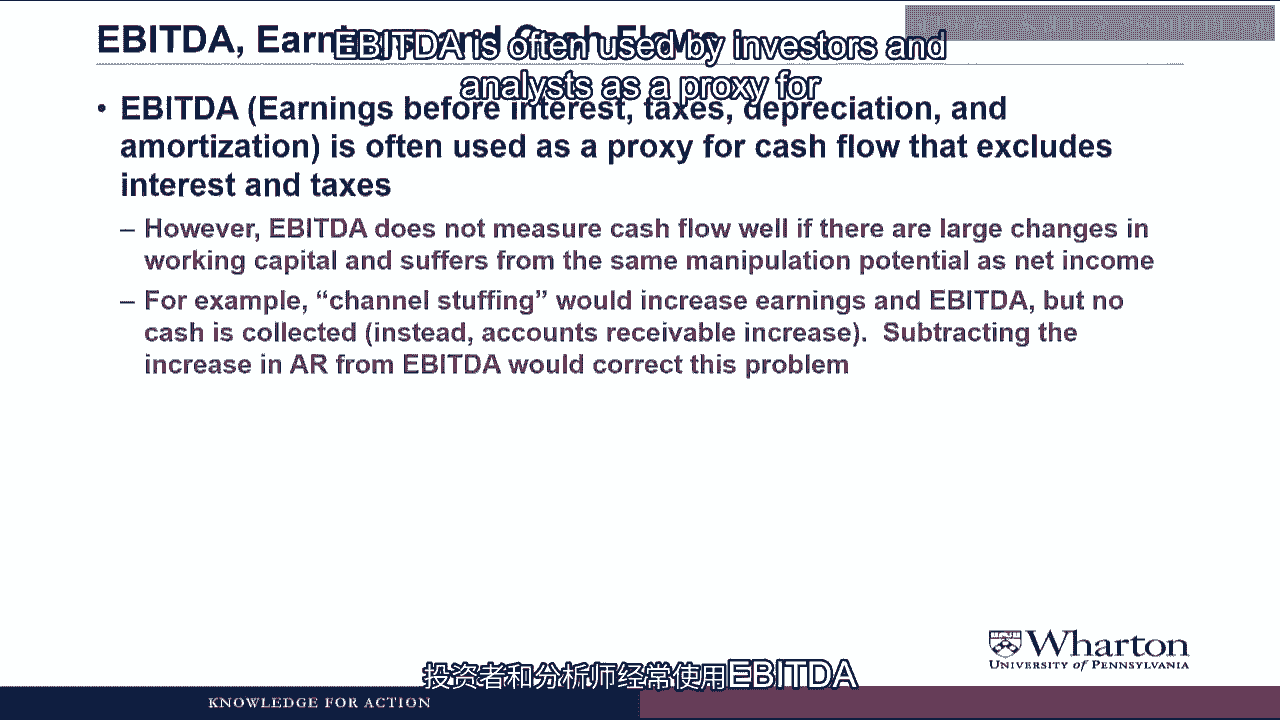 EBITDA, Earnings and Cash Flows
EBITDA is often used by investors and
analysts as a proxy for
• EBITDA (Earnings before interest, taxes, depreciation, and
amortization) is often used as a proxy for cash flow that excludes
interest and taxes
– However, EBITDA does not measure cash flow well if there are large changes in
working capital and suffers from the same manipulation potential as net income
– For example, “channel stuffing” would increase earnings and EBITDA, but no
cash is collected (instead, accounts receivable increase). Subtracting the
increase in AR from EBITDA would correct this problem
Wharton
UNIVERSITY of PENNSYLVANIA
投资者和分析师经常使用EBITDA
KNOWLEDGE FOR ACTION